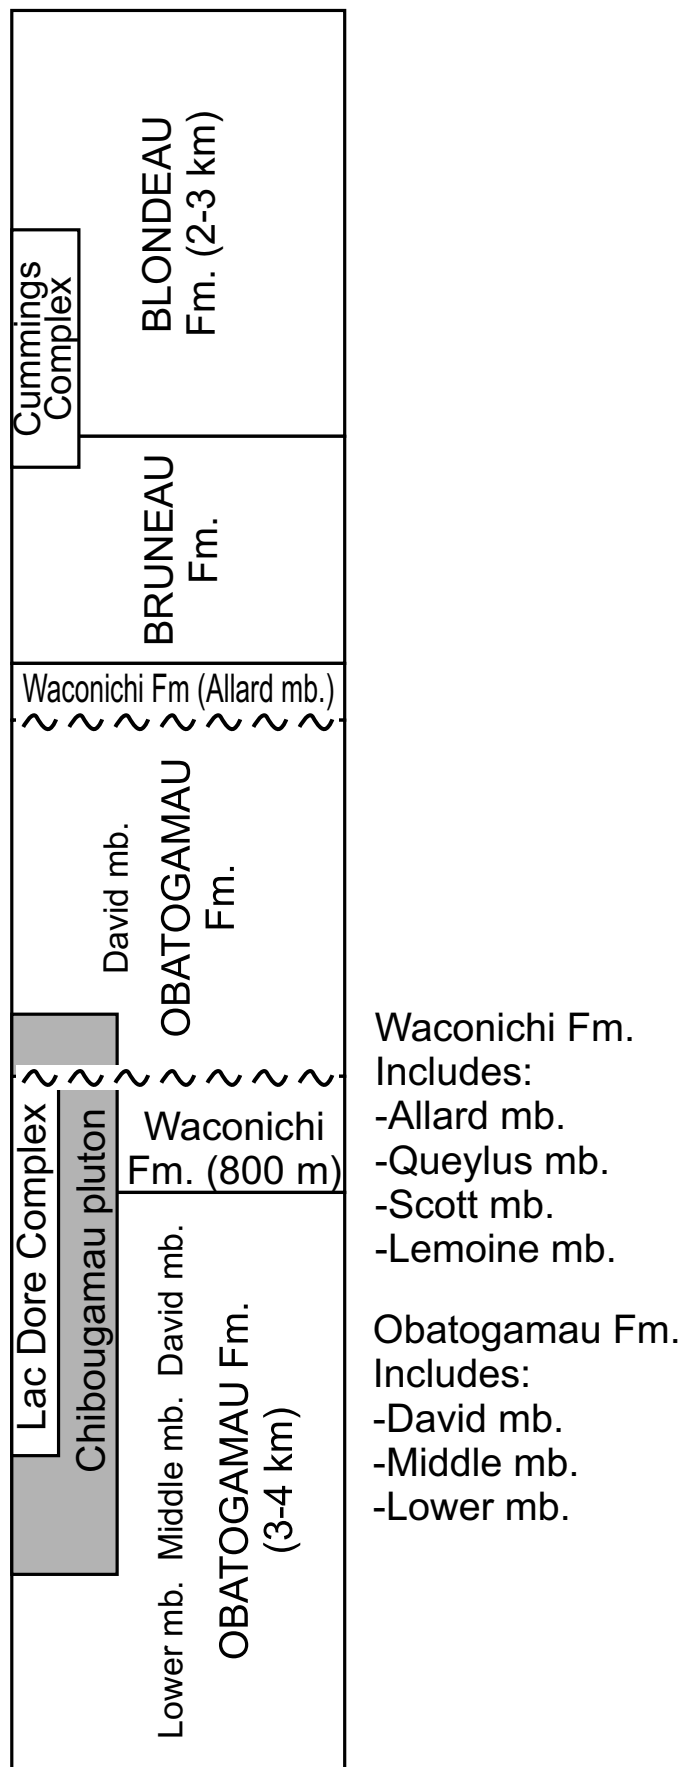 BLONDEAU
Fm. (2-3 km)
Cummings
Complex
BRUNEAU
Fm.
Waconichi Fm (Allard mb.)
David mb.
OBATOGAMAU
Fm.
Lac Dore Complex
Chibougamau pluton
Waconichi
Fm. (800 m)
Lower mb. Middle mb. David mb.
OBATOGAMAU Fm.
(3-4 km)
Waconichi Fm.
Includes:
-Allard mb.
-Queylus mb.
-Scott mb.
-Lemoine mb.
Obatogamau Fm.
Includes:
-David mb.
-Middle mb.
-Lower mb.